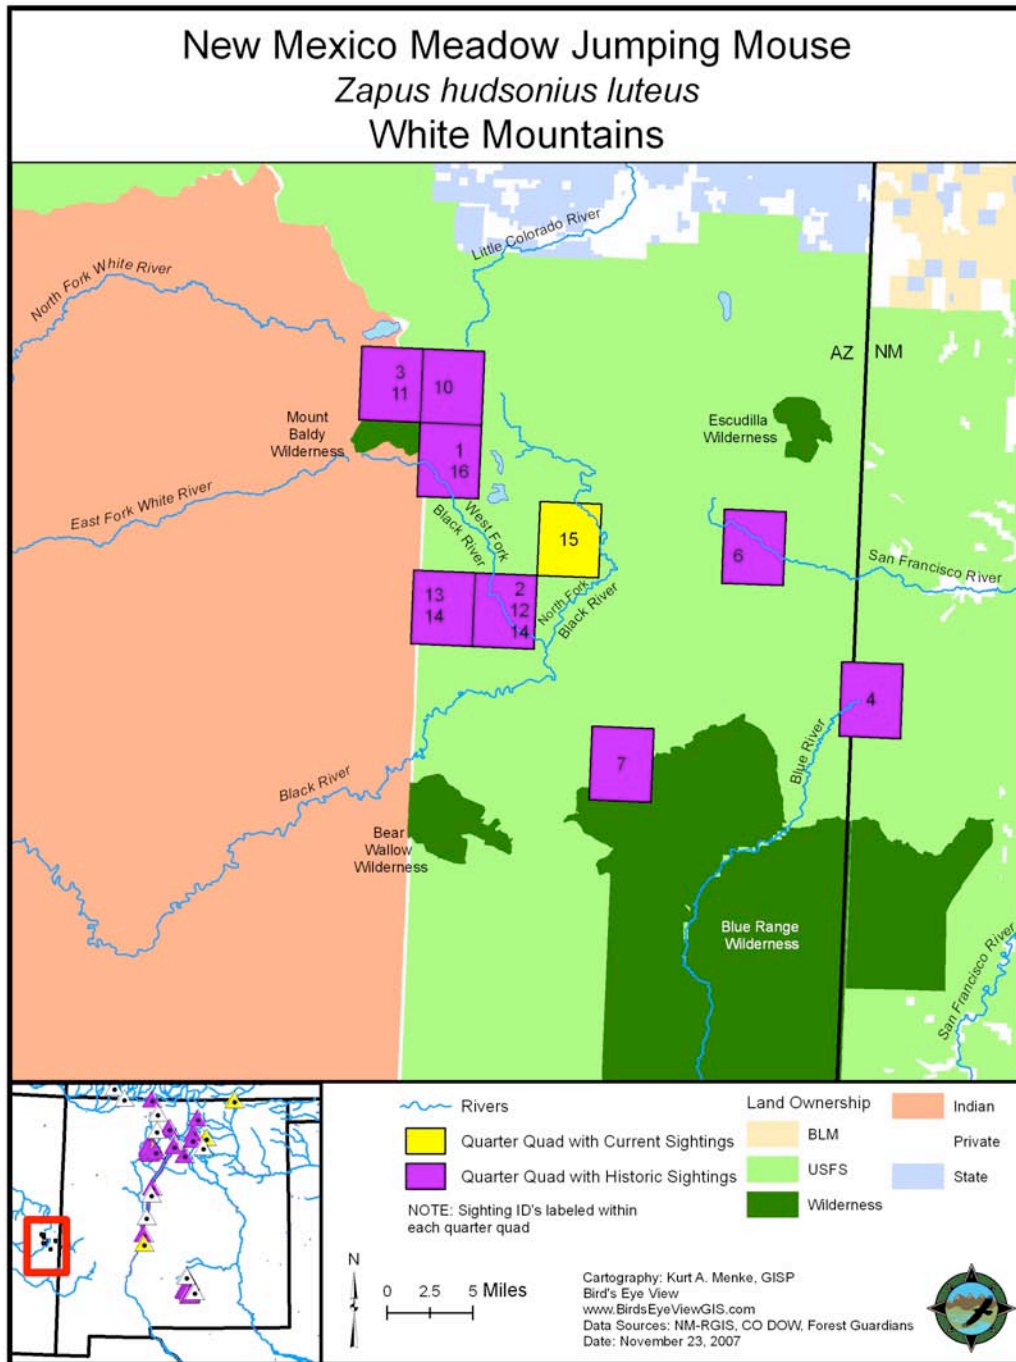 New Mexico Meadow Jumping Mouse
Zapus hudsonius luteus
White Mountains
Little Colorado River
North Fork White River
AZ
NM
3
11
10
Mount
Baldy
Wilderness
Escudilla
Wilderness
1
16
East Fork White River
West Fork
Black River
15
6
San Francisco River
13
14
2
12
14
North Fork
Black River
4
Blue River
7
Black River
Bear
Wallow
Wilderness
Blue Range
Wilderness
San Francisco River
Rivers
Quarter Quad with Current Sightings
Quarter Quad with Historic Sightings
NOTE: Sighting ID's labeled within
each quarter quad
Land Ownership
BLM
USFS
Wilderness
Indian
Private
State
N
0 2.5 5 Miles
Cartography: Kurt A. Menke, GISP
Bird's Eye View
www.BirdsEyeViewGIS.com
Data Sources: NM-RGIS, CO DOW, Forest Guardians
Date: November 23, 2007